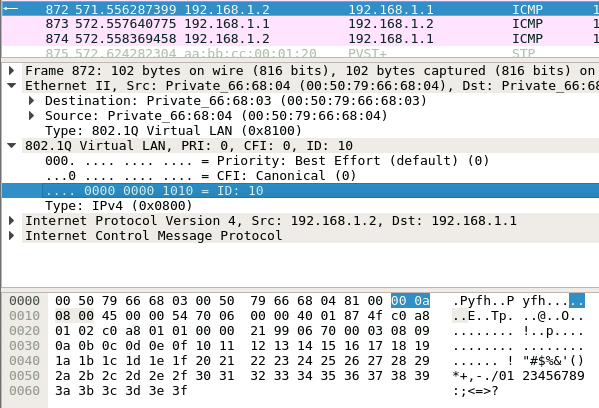 872 571.556287399 192.168.1.2 192.168.1.1 ICMP 1
873 572.557640775 192.168.1.1 192.168.1.2 ICMP 1
874 572.558369458 192.168.1.2 192.168.1.1 ICMP 1
875 572.624282304 aa:bb:cc:00:01:20 PVST+ STP
Frame 872: 102 bytes on wire (816 bits), 102 bytes captured (816 bits) on
Ethernet II, Src: Private_66:68:04 (00:50:79:66:68:04), Dst: Private_66:68
Destination: Private_66:68:03 (00:50:79:66:68:03)
Source: Private_66:68:04 (00:50:79:66:68:04)
Type: 802.1Q Virtual LAN (0x8100)
802.1Q Virtual LAN, PRI: 0, CFI: 0, ID: 10
000. .... .... .... = Priority: Best Effort (default) (0)
...0 .... .... .... = CFI: Canonical (0)
.... 0000 0000 1010 = ID: 10
Type: IPv4 (0x0800)
Internet Protocol Version 4, Src: 192.168.1.2, Dst: 192.168.1.1
Internet Control Message Protocol
0000 00 50 79 66 68 03 00 50 79 66 68 04 81 00 00 0a .Pyfh..P yfh.....
0010 08 00 45 00 00 54 70 06 00 00 40 01 87 4f c0 a8 ..E..Tp. ..@..O..
0020 01 02 c0 a8 01 01 00 00 21 99 06 70 00 03 08 09 ........ !..p....
0030 0a 0b 0c 0d 0e 0f 10 11 12 13 14 15 16 17 18 19 ........ ........
0040 1a 1b 1c 1d 1e 1f 20 21 22 23 24 25 26 27 28 29 ...... ! "#$%&'()
0050 2a 2b 2c 2d 2e 2f 30 31 32 33 34 35 36 37 38 39 *+,-./01 23456789
0060 3a 3b 3c 3d 3e 3f :;<=>?